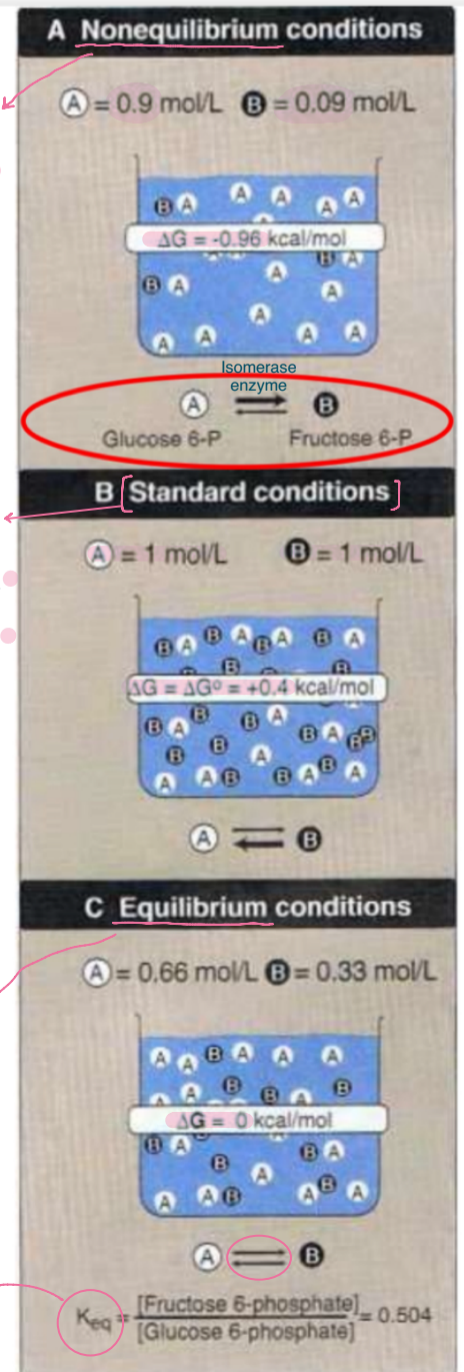 A Nonequilibrium conditions
A = 0.9 mol/L B = 0.09 mol/L
B A A A A A
ΔG = -0.96 kcal/mol
B A
B A A A
A
A A A A
Isomerase
enzyme
A B
Glucose 6-P Fructose 6-P
B [Standard conditions]
A = 1 mol/L B = 1 mol/L
B A B A B A B A
B B
ΔG = ΔGº = +0.4 kcal/mol
B A B B A B A B B
B B A
A A B B A B A
A B
C Equilibrium conditions
A = 0.66 mol/L B = 0.33 mol/L
A A B A A A
A A B B A B
ΔG = 0 kcal/mol
B A B A
B A
A A B A B A
A B
Keq = [Fructose 6-phosphate] / [Glucose 6-phosphate] = 0.504